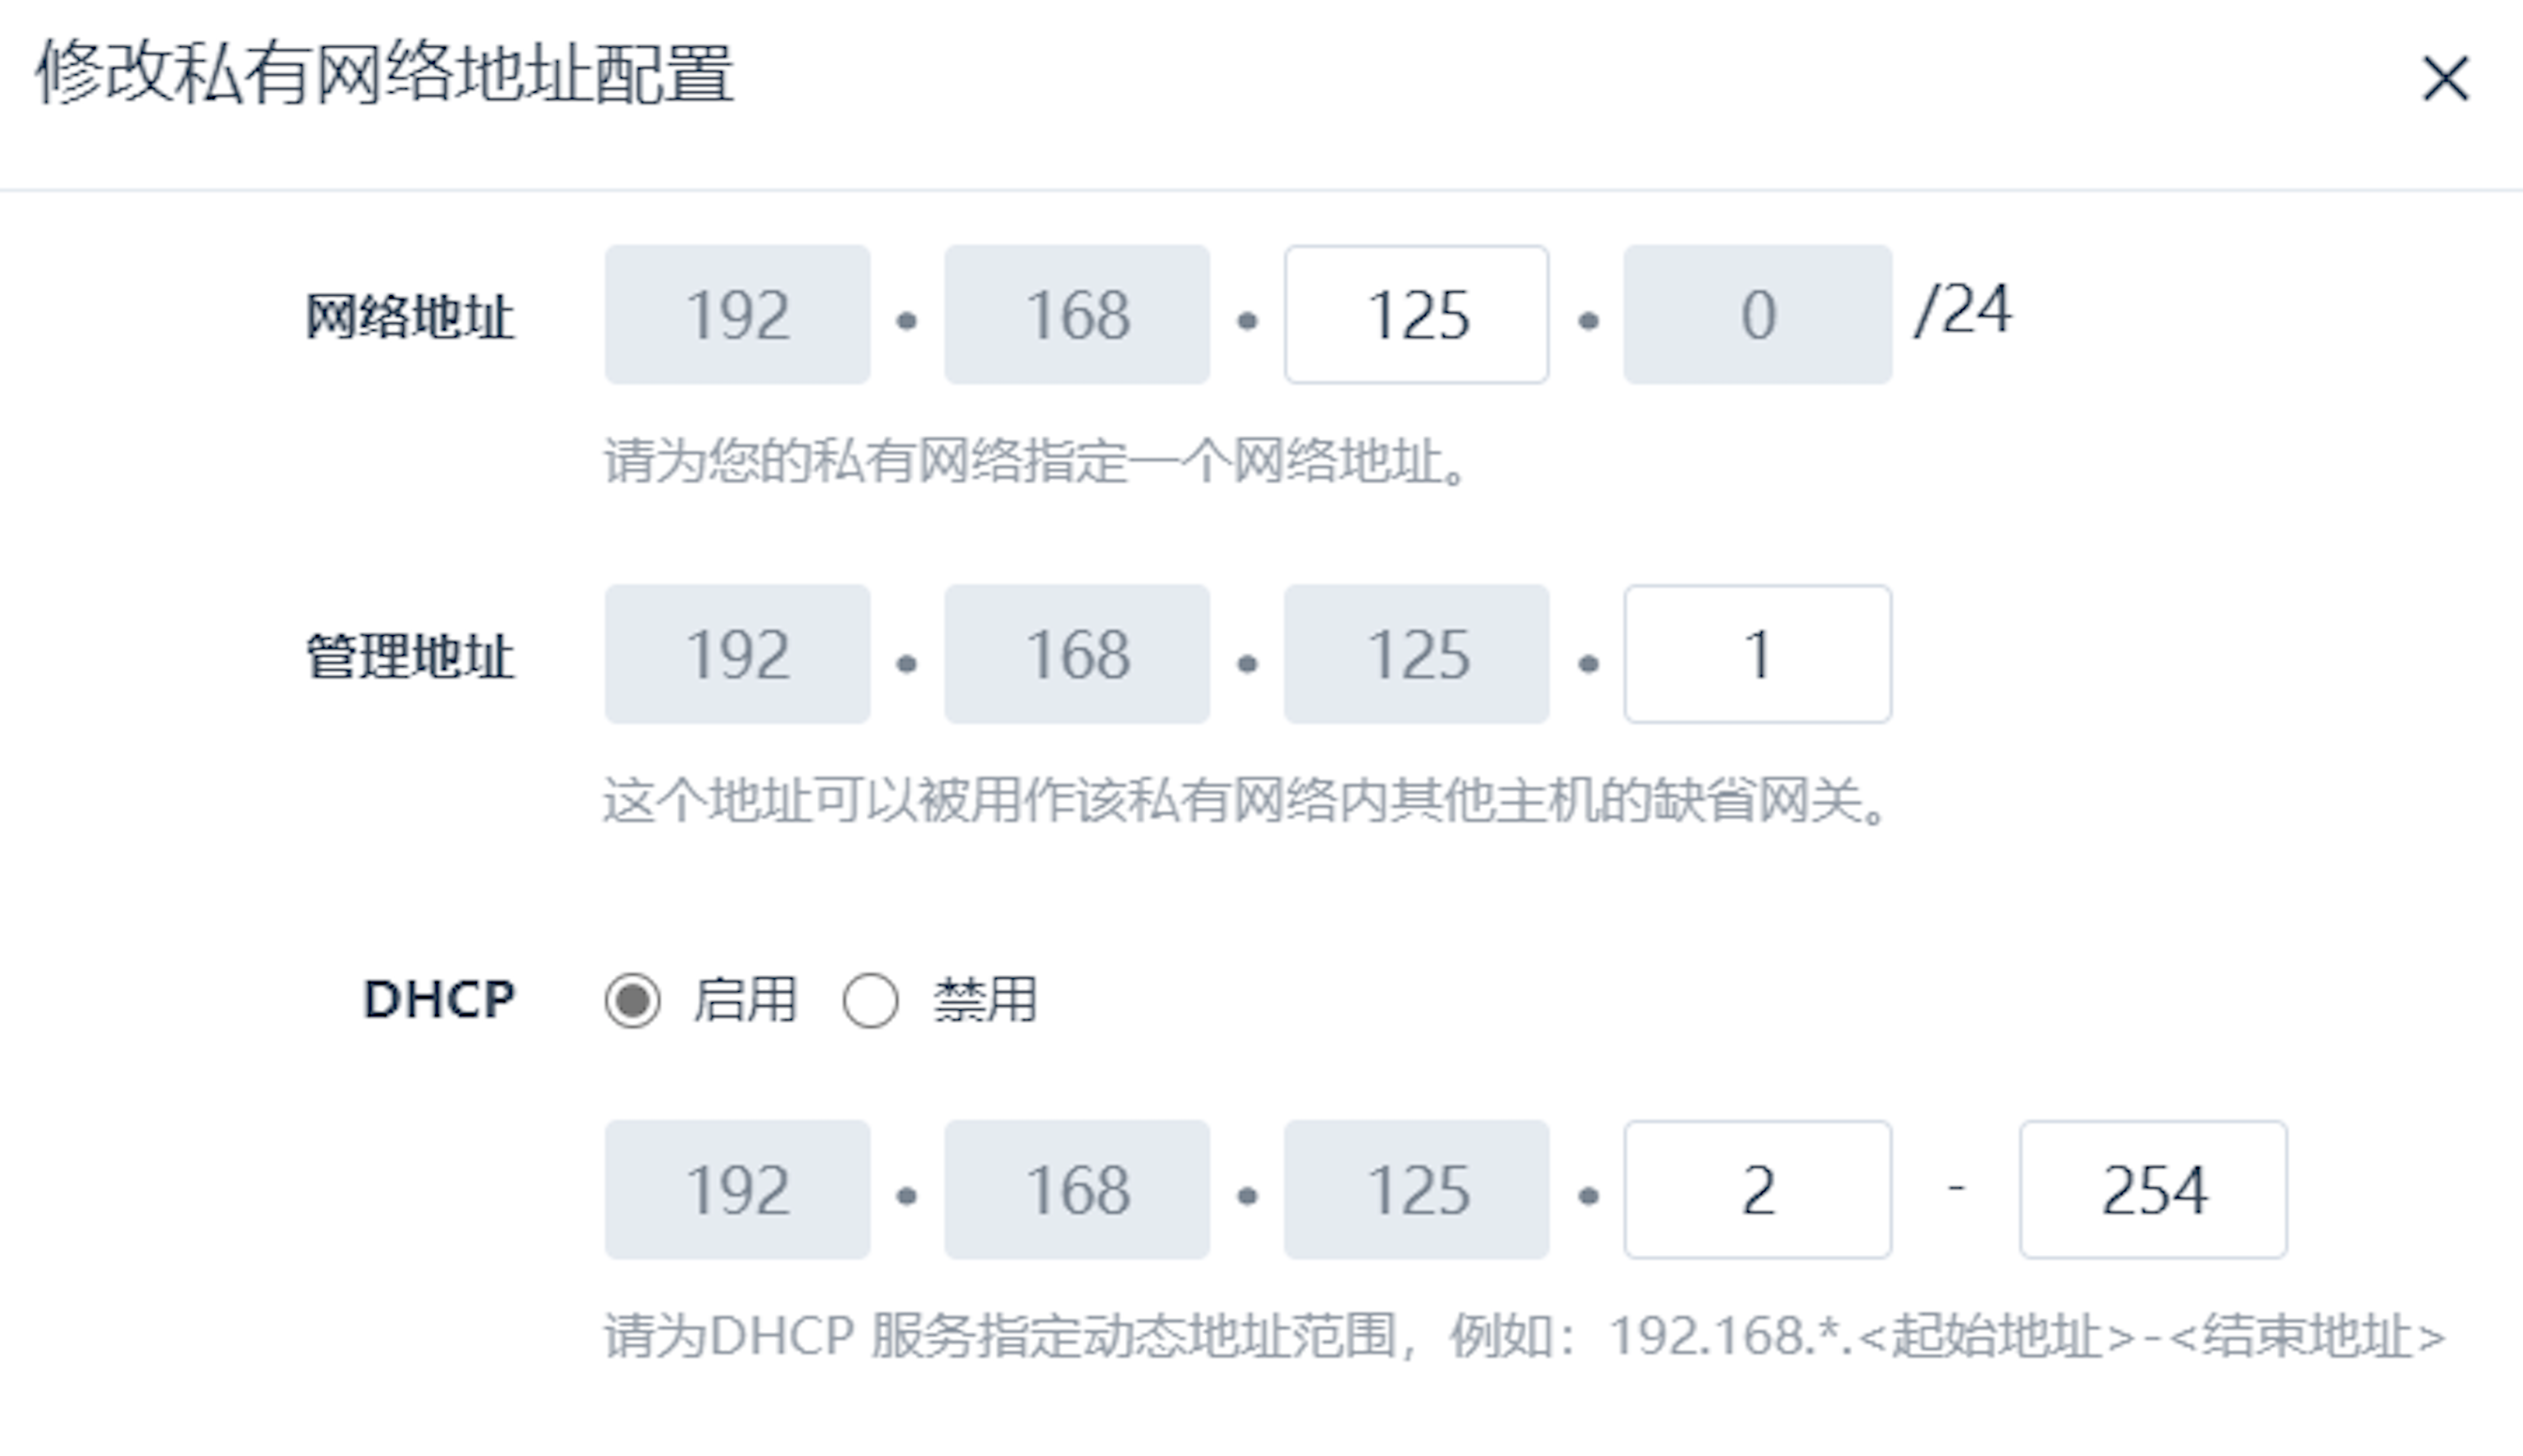 修改私有网络地址配置
网络地址 192 • 168 • 125 • 0 /24
请为您的私有网络指定一个网络地址。
管理地址 192 • 168 • 125 • 1
这个地址可以被用作该私有网络内其他主机的缺省网关。
DHCP 启用 禁用
192 • 168 • 125 • 2 - 254
请为DHCP 服务指定动态地址范围，例如：192.168.*.<起始地址>-<结束地址>